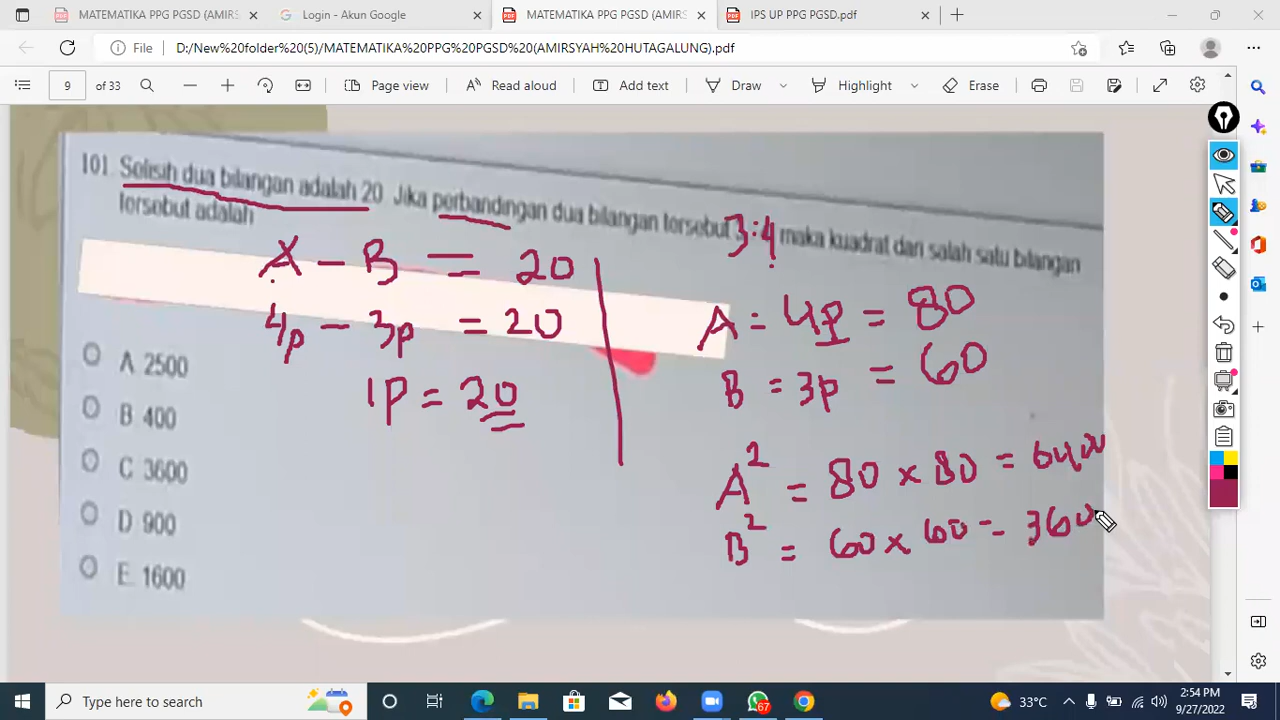 MATEMATIKA PPG PGSD (AMIRS
Login - Akun Google
MATEMATIKA PPG PGSD (AMIRS
IPS UP PPG PGSD.pdf
File
D:/New%20folder%20(5)/MATEMATIKA%20PPG%20PGSD%20(AMIRSYAH%20HUTAGALUNG).pdf
9 of 33
Page view
Read aloud
Add text
Draw
Highlight
Erase
101. Selisih dua bilangan adalah 20. Jika perbandingan dua bilangan tersebut 3:4 maka kuadrat dari salah satu bilangan
tersebut adalah
A - B = 20
4p - 3p = 20
1p = 20
A = 4p = 80
B = 3p = 60
A² = 80 × 80 = 6400
B² = 60 × 60 = 3600
A 2500
B 400
C 3600
D 900
E. 1600
Type here to search
67
33°C
2:54 PM
9/27/2022